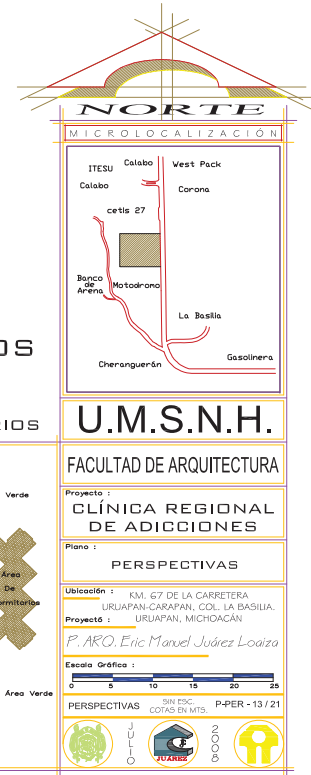 NORTE
MICROLOCALIZACIÓN
ITESU
Calabo
West Pack
Calabo
Corona
cetis 27
Banco
de
Arena
Motodromo
La Basilia
Cheranguerán
Gasolinera
OS
RIOS
Verde
Área
De
ormitorios
Área Verde
U.M.S.N.H.
FACULTAD DE ARQUITECTURA
Proyecto :
CLÍNICA REGIONAL
DE ADICCIONES
Plano :
PERSPECTIVAS
Ubicación : KM. 67 DE LA CARRETERA
URUAPAN-CARAPAN, COL. LA BASILIA.
Proyectó : URUAPAN, MICHOACÁN
P. ARQ. Eric Manuel Juárez Loaiza
Escala Gráfica :
0 5 10 15 20 25
PERSPECTIVAS
SIN ESC.
COTAS EN MTS.
P-PER - 13 / 21
JULIO
JUÁREZ
2008